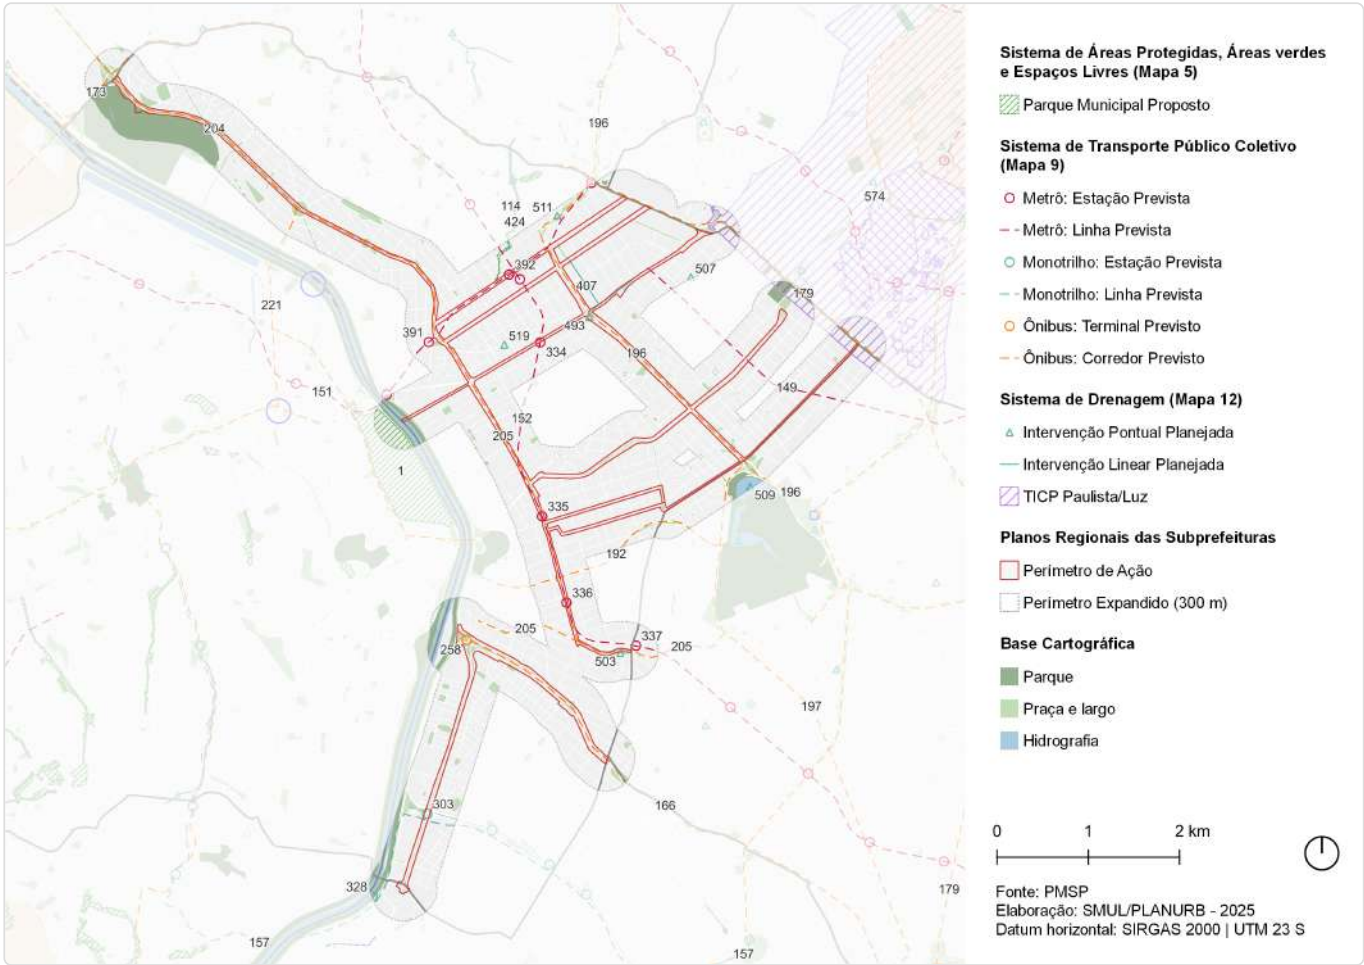 173
204
196
114
511
424
574
392
507
407
179
221
391
519
493
334
196
151
149
152
205
1
335
509
196
192
336
205
337
205
258
503
197
303
166
328
179
157
157
Sistema de Áreas Protegidas, Áreas verdes
e Espaços Livres (Mapa 5)
Parque Municipal Proposto
Sistema de Transporte Público Coletivo
(Mapa 9)
Metrô: Estação Prevista
Metrô: Linha Prevista
Monotrilho: Estação Prevista
Monotrilho: Linha Prevista
Ônibus: Terminal Previsto
Ônibus: Corredor Previsto
Sistema de Drenagem (Mapa 12)
Intervenção Pontual Planejada
Intervenção Linear Planejada
TICP Paulista/Luz
Planos Regionais das Subprefeituras
Perímetro de Ação
Perímetro Expandido (300 m)
Base Cartográfica
Parque
Praça e largo
Hidrografia
0 1 2 km
Fonte: PMSP
Elaboração: SMUL/PLANURB - 2025
Datum horizontal: SIRGAS 2000 | UTM 23 S